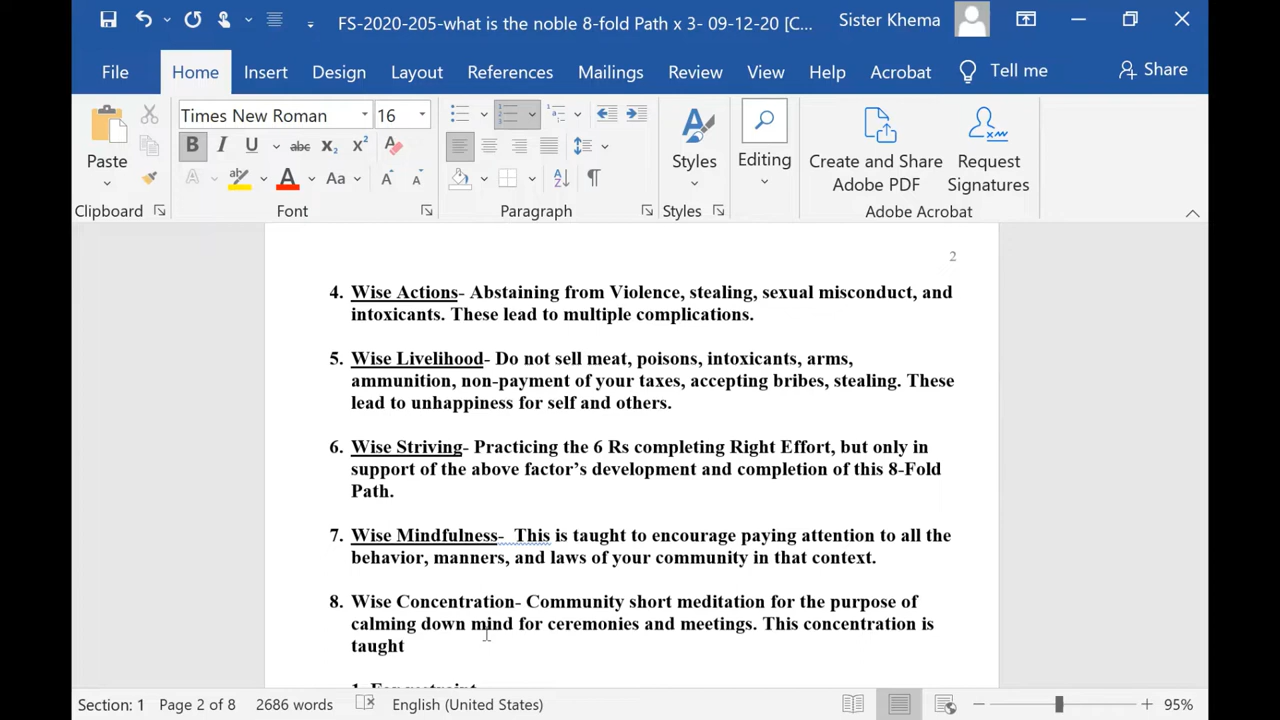 FS-2020-205-what is the noble 8-fold Path x 3- 09-12-20 [C...
Sister Khema
File
Home
Insert
Design
Layout
References
Mailings
Review
View
Help
Acrobat
Tell me
Share
Times New Roman
16
Paste
B I U abc x₂ x²
A Aa A A
Styles
Editing
Create and Share
Adobe PDF
Request
Signatures
Clipboard
Font
Paragraph
Styles
Adobe Acrobat
2
4. Wise Actions- Abstaining from Violence, stealing, sexual misconduct, and
intoxicants. These lead to multiple complications.
5. Wise Livelihood- Do not sell meat, poisons, intoxicants, arms,
ammunition, non-payment of your taxes, accepting bribes, stealing. These
lead to unhappiness for self and others.
6. Wise Striving- Practicing the 6 Rs completing Right Effort, but only in
support of the above factor's development and completion of this 8-Fold
Path.
7. Wise Mindfulness- This is taught to encourage paying attention to all the
behavior, manners, and laws of your community in that context.
8. Wise Concentration- Community short meditation for the purpose of
calming down mind for ceremonies and meetings. This concentration is
taught
Section: 1
Page 2 of 8
2686 words
English (United States)
95%